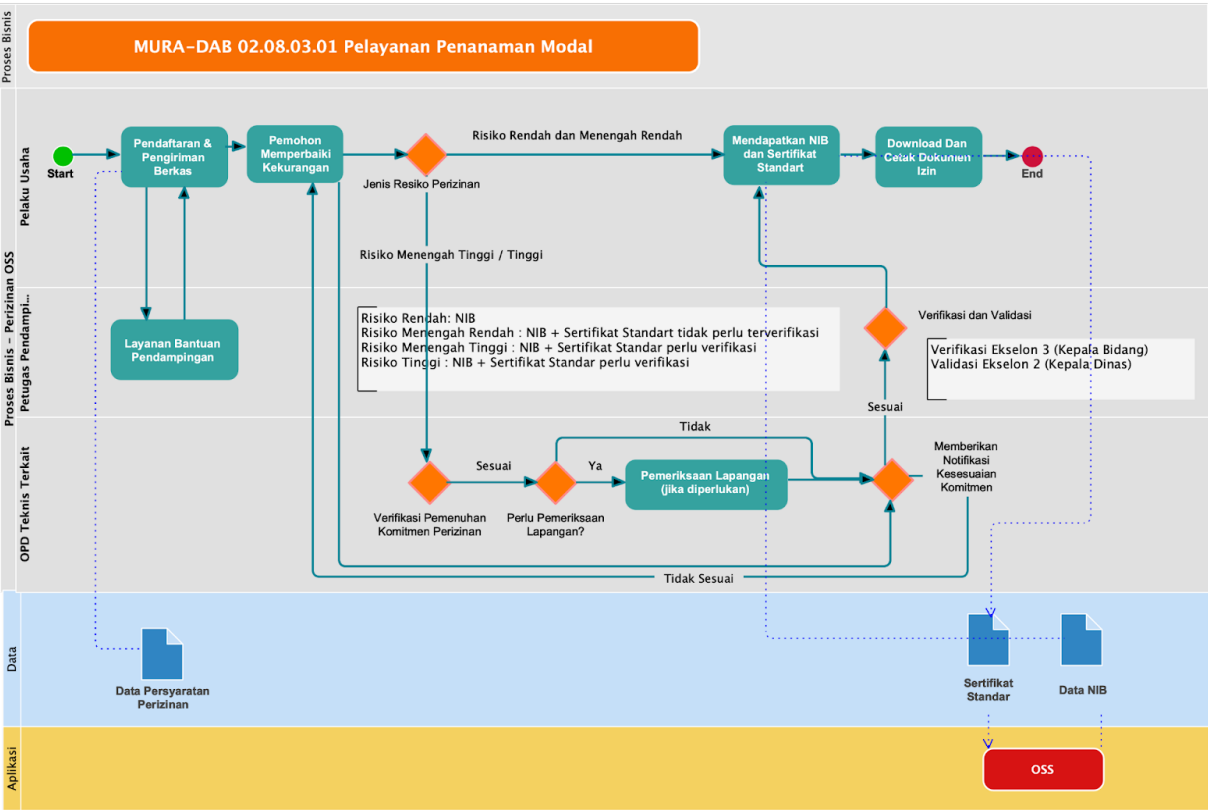 Proses Bisnis
MURA-DAB 02.08.03.01 Pelayanan Penanaman Modal
Proses Bisnis - Perizinan OSS
Pelaku Usaha
Start
Pendaftaran &
Pengiriman
Berkas
Pemohon
Memperbaiki
Kekurangan
Jenis Resiko Perizinan
Risiko Rendah dan Menengah Rendah
Mendapatkan NIB
dan Sertifikat
Standart
Download Dan
Cetak Dokumen
Izin
End
Risiko Menengah Tinggi / Tinggi
Petugas Pendampi...
Layanan Bantuan
Pendampingan
Risiko Rendah: NIB
Risiko Menengah Rendah : NIB + Sertifikat Standart tidak perlu terverifikasi
Risiko Menengah Tinggi : NIB + Sertifikat Standar perlu verifikasi
Risiko Tinggi : NIB + Sertifikat Standar perlu verifikasi
Verifikasi dan Validasi
Verifikasi Ekselon 3 (Kepala Bidang)
Validasi Ekselon 2 (Kepala Dinas)
Sesuai
OPD Teknis Terkait
Verifikasi Pemenuhan
Komitmen Perizinan
Sesuai
Perlu Pemeriksaan
Lapangan?
Tidak
Ya
Pemeriksaan Lapangan
(jika diperlukan)
Memberikan
Notifikasi
Kesesuaian
Komitmen
Tidak Sesuai
Data
Data Persyaratan
Perizinan
Sertifikat
Standar
Data NIB
Aplikasi
OSS